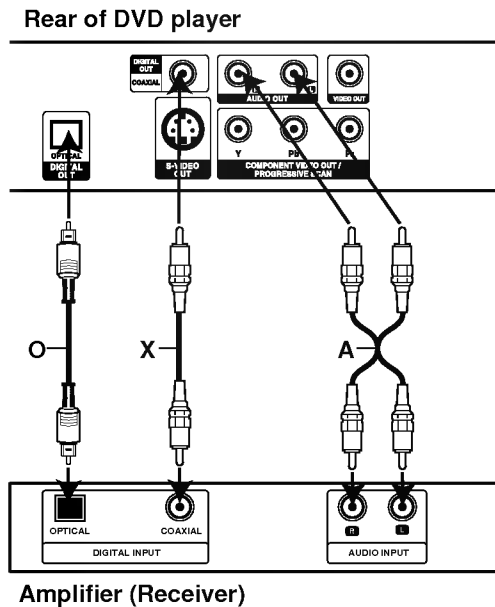 Rear of DVD player
DIGITAL
OUT
COAXIAL
AUDIO OUT
VIDEO OUT
OPTICAL
DIGITAL
OUT
S-VIDEO
OUT
Y
COMPONENT VIDEO OUT /
PROGRESSIVE SCAN
O
X
A
OPTICAL
COAXIAL
R
L
DIGITAL INPUT
AUDIO INPUT
Amplifier (Receiver)